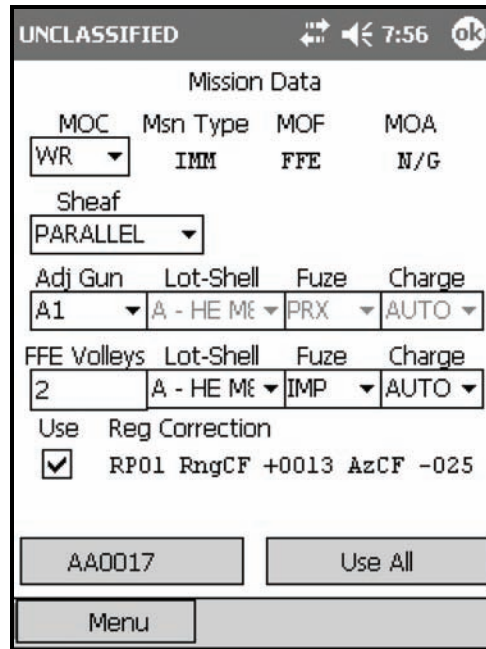 UNCLASSIFIED 7:56 ok
Mission Data
MOC Msn Type MOF MOA
WR IMM FFE N/G
Sheaf
PARALLEL
Adj Gun Lot-Shell Fuze Charge
A1 A - HE M8 PRX AUTO
FFE Volleys Lot-Shell Fuze Charge
2 A - HE M8 IMP AUTO
Use Reg Correction
RP01 RngCF +0013 AzCF -025
AA0017 Use All
Menu